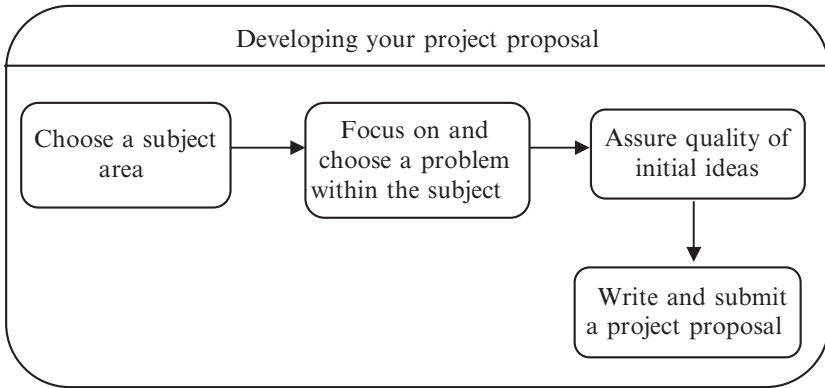 Developing your project proposal
Choose a subject
area
Focus on and
choose a problem
within the subject
Assure quality of
initial ideas
Write and submit
a project proposal